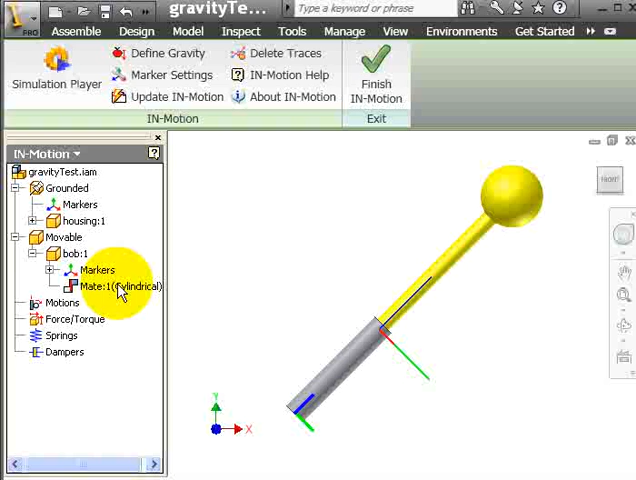 gravityTest...
Type a keyword or phrase
PRO
Assemble Design Model Inspect Tools Manage View Environments Get Started
Simulation Player
Define Gravity
Marker Settings
Update IN-Motion
Delete Traces
IN-Motion Help
About IN-Motion
Finish
IN-Motion
IN-Motion
Exit
IN-Motion
gravityTest.iam
Grounded
Markers
housing:1
Movable
bob:1
Markers
Mate:1(Cylindrical)
Motions
Force/Torque
Springs
Dampers
Y
X